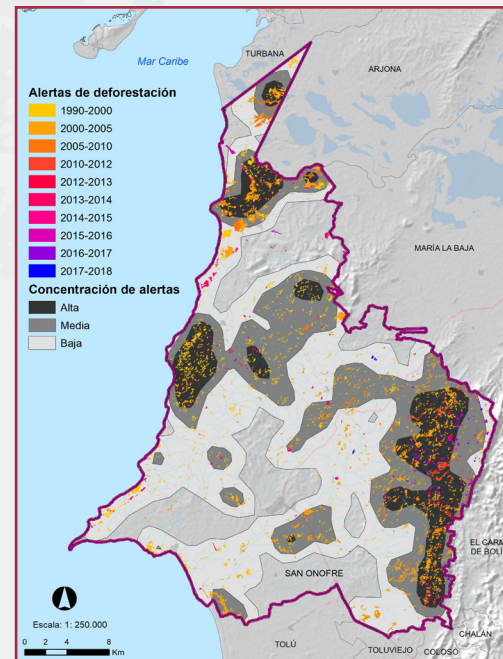 Mar Caribe
TURBANA
ARJONA
Alertas de deforestación
1990-2000
2000-2005
2005-2010
2010-2012
2012-2013
2013-2014
2014-2015
2015-2016
2016-2017
2017-2018
Concentración de alertas
Alta
Media
Baja
MARÍA LA BAJA
EL CARM
DE BOLÍ
SAN ONOFRE
Escala: 1: 250.000
0 2 4 8
Km
TOLÚ
TOLUVIEJO
COLOSO
CHALÁN